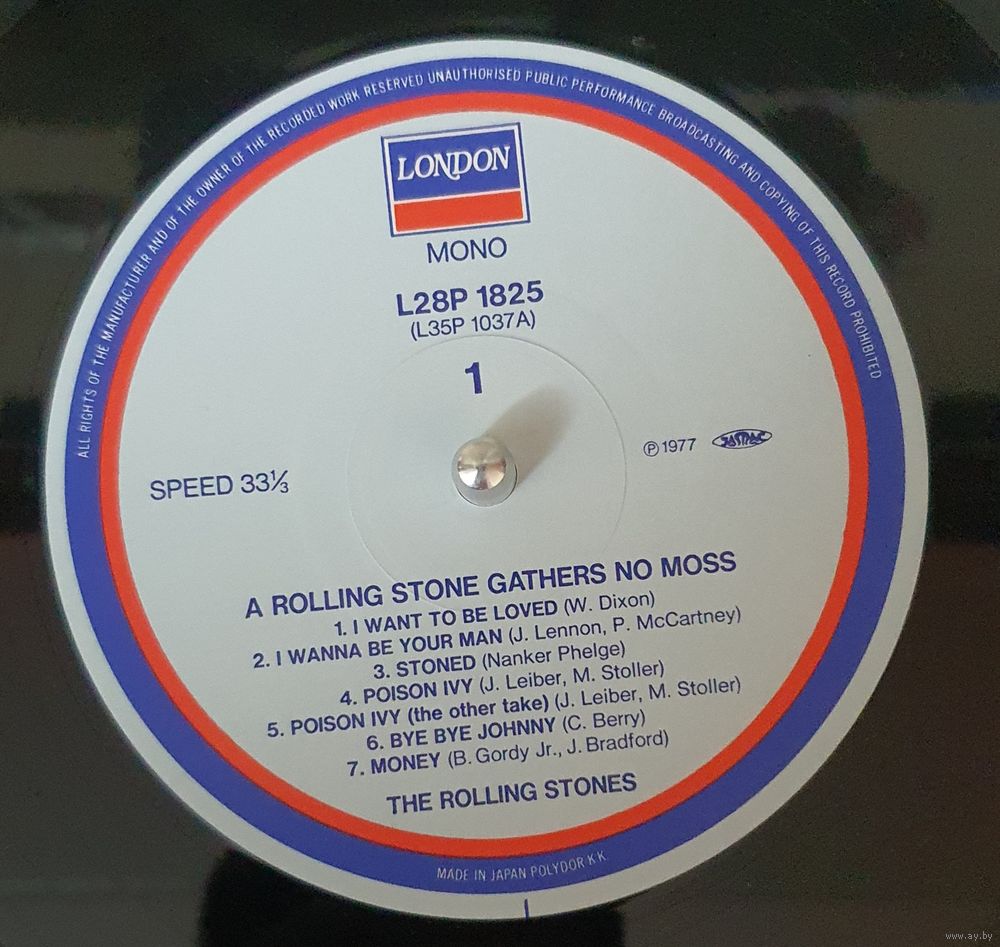 ALL RIGHTS OF THE MANUFACTURER AND OF THE OWNER OF THE RECORDED WORK RESERVED UNAUTHORISED PUBLIC PERFORMANCE BROADCASTING AND COPYING OF THIS RECORD PROHIBITED
LONDON
MONO
L28P 1825
(L35P 1037A)
1
SPEED 33⅓
Ⓟ1977
JASRAC
A ROLLING STONE GATHERS NO MOSS
1. I WANT TO BE LOVED (W. Dixon)
2. I WANNA BE YOUR MAN (J. Lennon, P. McCartney)
3. STONED (Nanker Phelge)
4. POISON IVY (J. Leiber, M. Stoller)
5. POISON IVY (the other take) (J. Leiber, M. Stoller)
6. BYE BYE JOHNNY (C. Berry)
7. MONEY (B. Gordy Jr., J. Bradford)
THE ROLLING STONES
MADE IN JAPAN POLYDOR K.K.
www.ay.by